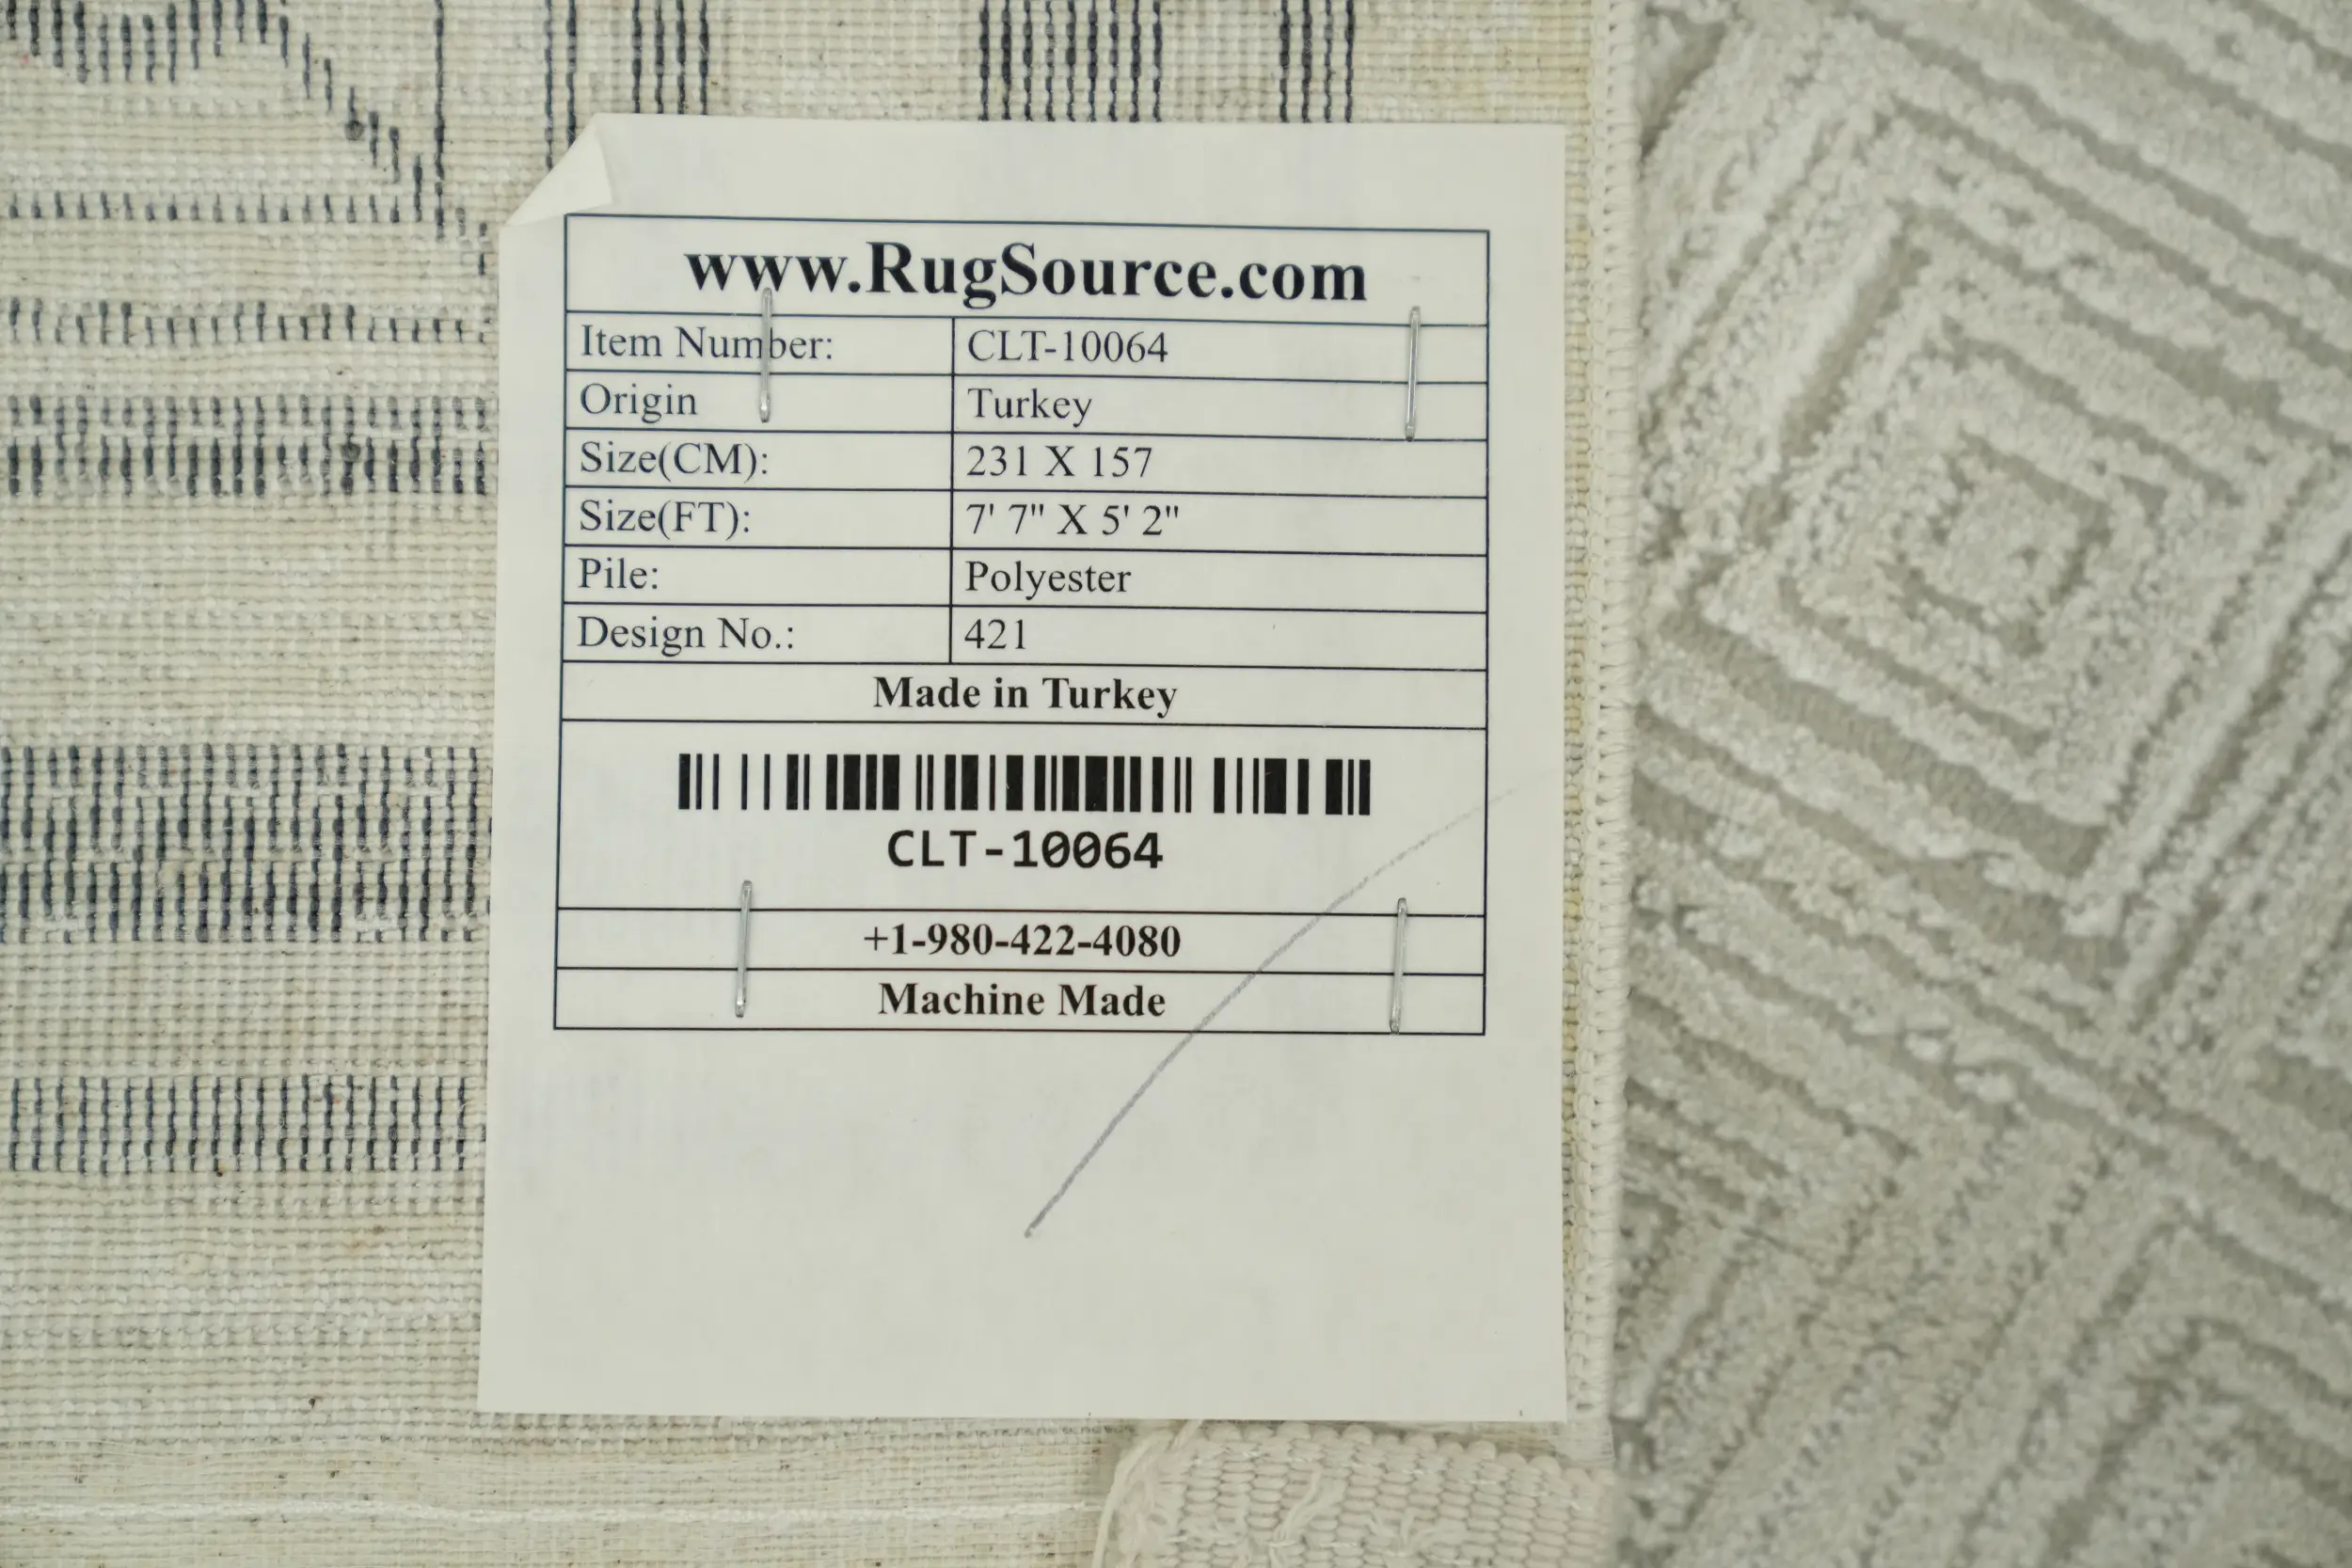 www.RugSource.com
Item Number: CLT-10064
Origin Turkey
Size(CM): 231 X 157
Size(FT): 7' 7" X 5' 2"
Pile: Polyester
Design No.: 421
Made in Turkey
CLT-10064
+1-980-422-4080
Machine Made